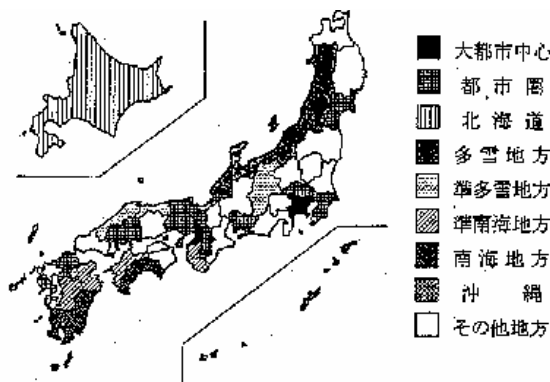 大都市中心
都市圏
北海道
多雪地方
準多雪地方
準南海地方
南海地方
沖縄
その他地方